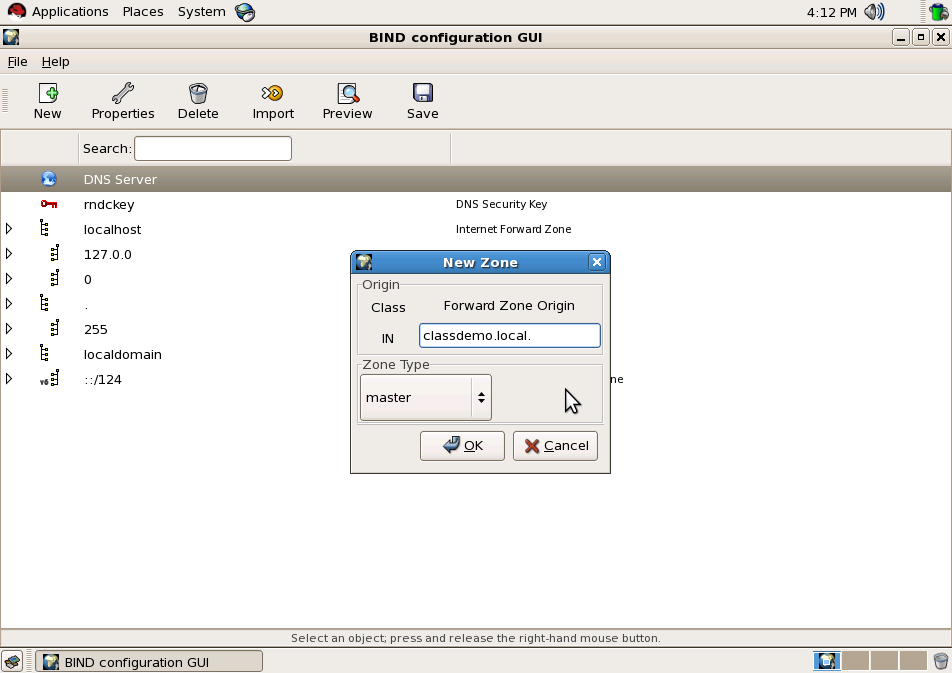 Applications Places System 4:12 PM
BIND configuration GUI
File Help
New Properties Delete Import Preview Save
Search:
DNS Server
rndckey DNS Security Key
localhost Internet Forward Zone
127.0.0
0
.
255
localdomain
v6 ::/124 ne
New Zone
Origin
Class Forward Zone Origin
IN classdemo.local.
Zone Type
master
OK Cancel
Select an object; press and release the right-hand mouse button.
BIND configuration GUI